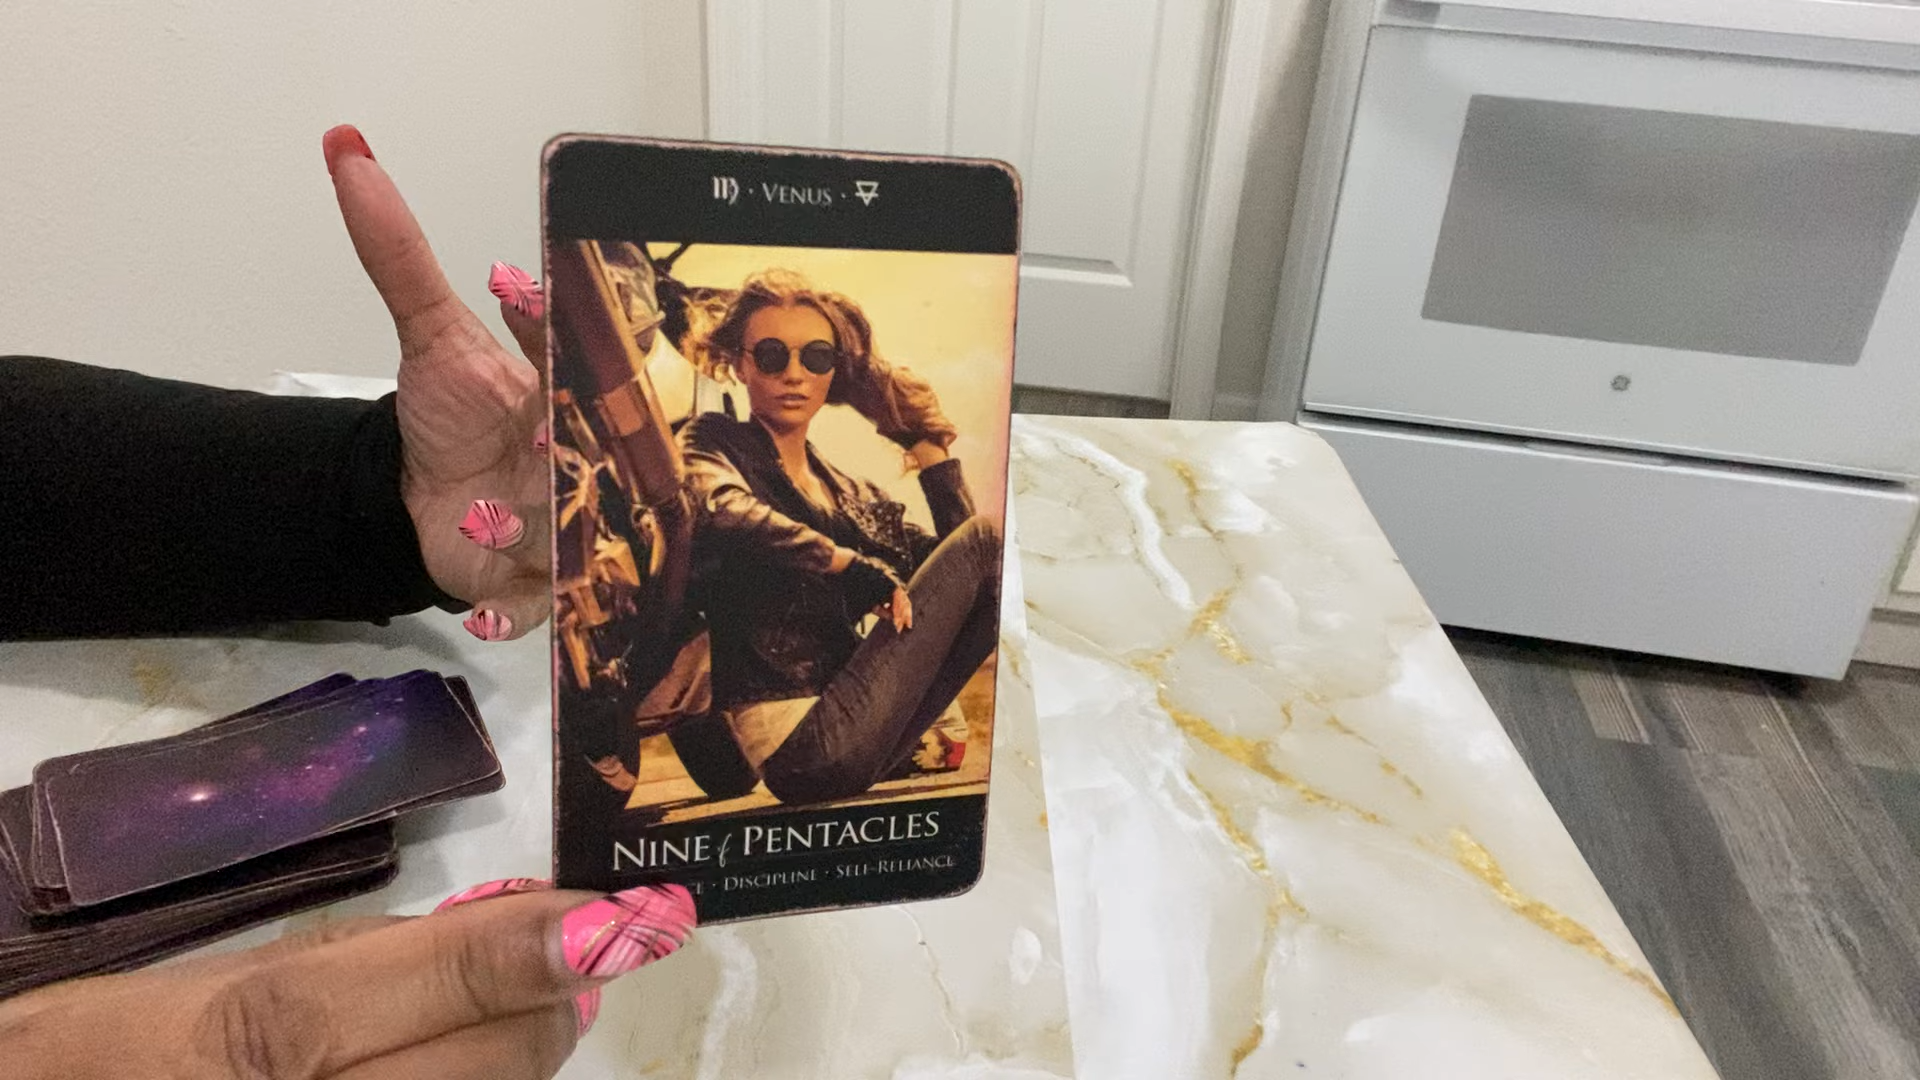 ♍ · VENUS · 🜃
NINE of PENTACLES
· DISCIPLINE · SELF-RELIANCE